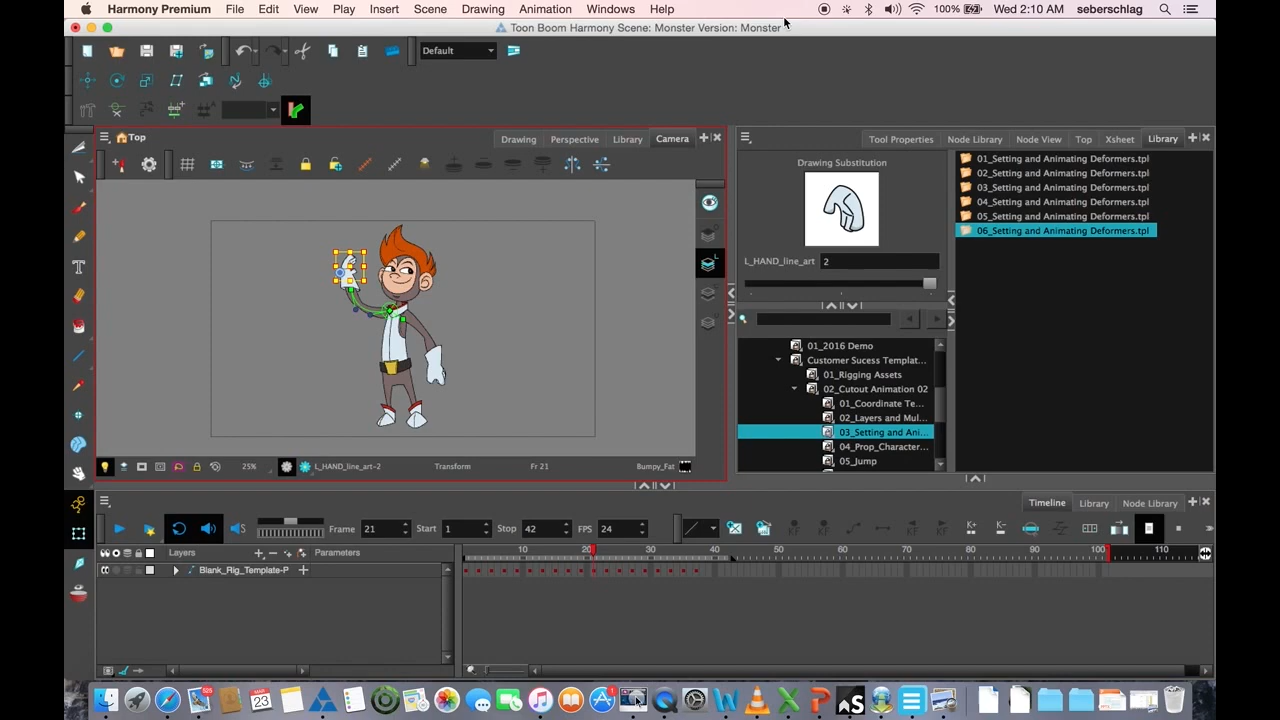 Harmony Premium File Edit View Play Insert Scene Drawing Animation Windows Help 100% Wed 2:10 AM seberschlag
Toon Boom Harmony Scene: Monster Version: Monster
Default
Top Drawing Perspective Library Camera
Tool Properties Node Library Node View Top Xsheet Library
Drawing Substitution
L_HAND_line_art 2
01_Setting and Animating Deformers.tpl
02_Setting and Animating Deformers.tpl
03_Setting and Animating Deformers.tpl
04_Setting and Animating Deformers.tpl
05_Setting and Animating Deformers.tpl
06_Setting and Animating Deformers.tpl
01_2016 Demo
Customer Sucess Templat...
01_Rigging Assets
02_Cutout Animation 02
01_Coordinate Te...
02_Layers and Mul...
03_Setting and Ani...
04_Prop_Character...
05_Jump
25% L_HAND_line_art-2 Transform Fr 21 Bumpy_Fat
Timeline Library Node Library
Frame 21 Start 1 Stop 42 FPS 24
Layers Parameters
10 20 30 40 50 60 70 80 90 100 110
Blank_Rig_Template-P
MAR
23